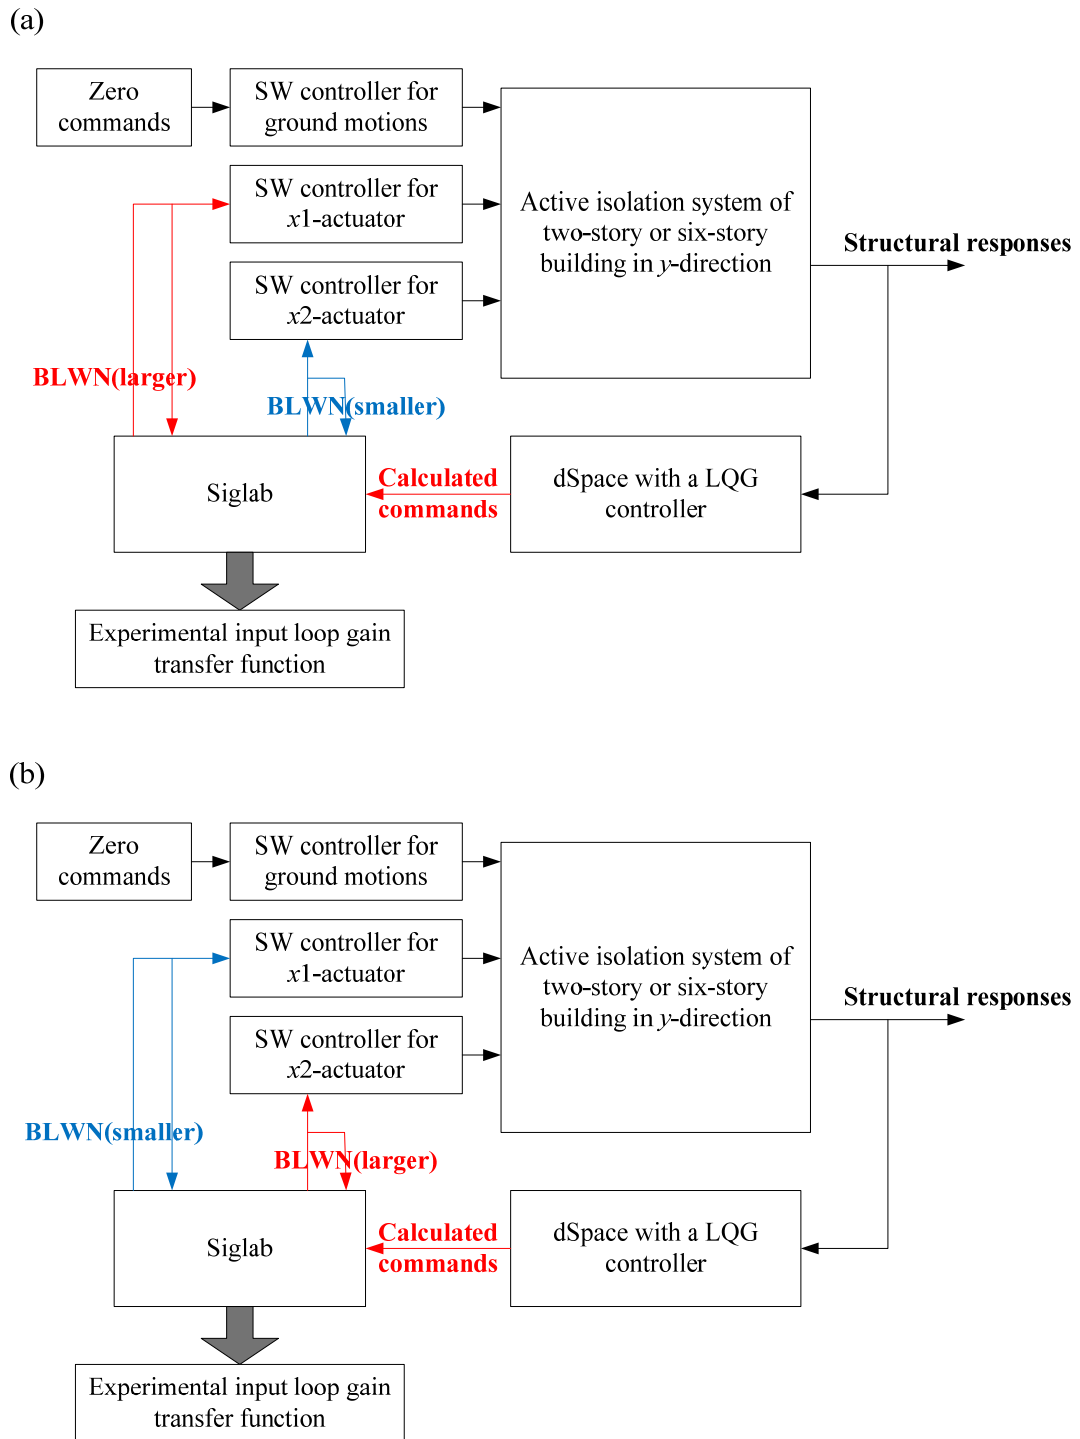 (a)
Zero
commands
SW controller for
ground motions
SW controller for
x1-actuator
SW controller for
x2-actuator
Active isolation system of
two-story or six-story
building in y-direction
Structural responses
BLWN(larger)
BLWN(smaller)
Siglab
Calculated
commands
dSpace with a LQG
controller
Experimental input loop gain
transfer function
(b)
Zero
commands
SW controller for
ground motions
SW controller for
x1-actuator
SW controller for
x2-actuator
Active isolation system of
two-story or six-story
building in y-direction
Structural responses
BLWN(smaller)
BLWN(larger)
Siglab
Calculated
commands
dSpace with a LQG
controller
Experimental input loop gain
transfer function